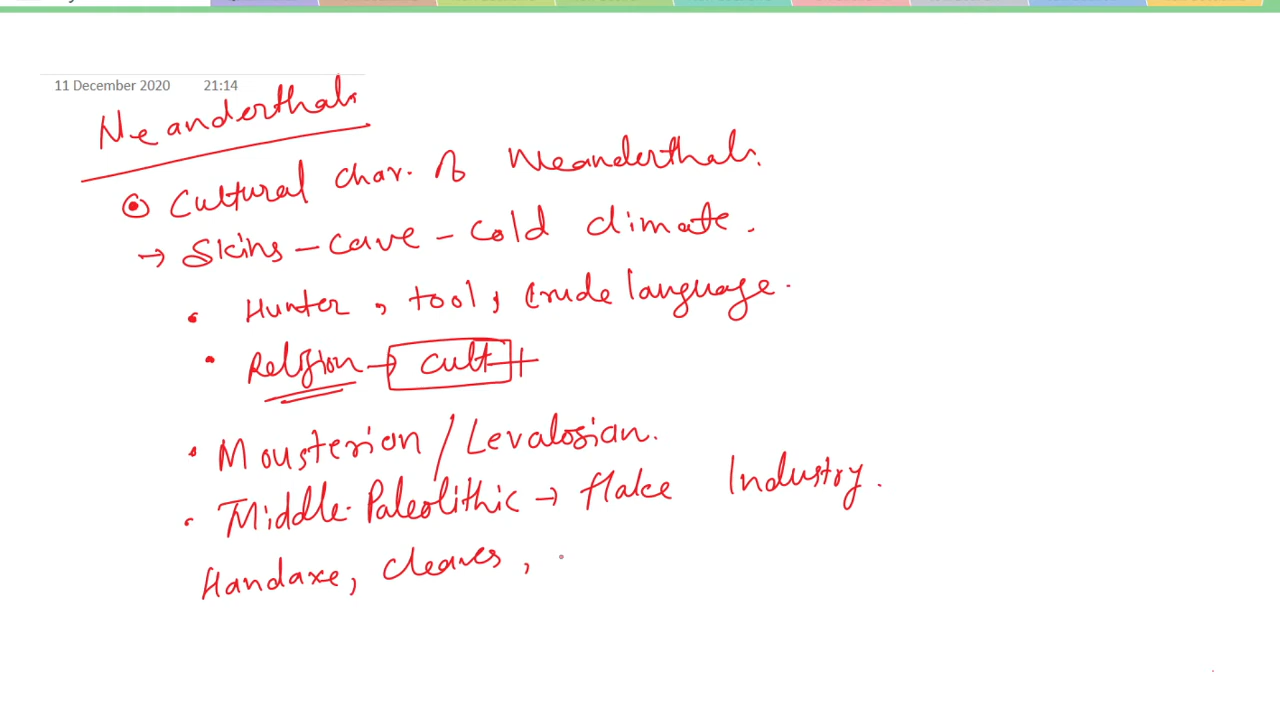 11 December 2020 21:14
Neanderthals
Cultural char. of Neanderthals.
→ Skins - cave - cold climate.
• Hunter, tool, crude language.
• Religion → cult
• Mousterion / Levalosian.
• Middle Paleolithic → flake Industry.
Handaxe, cleaves,